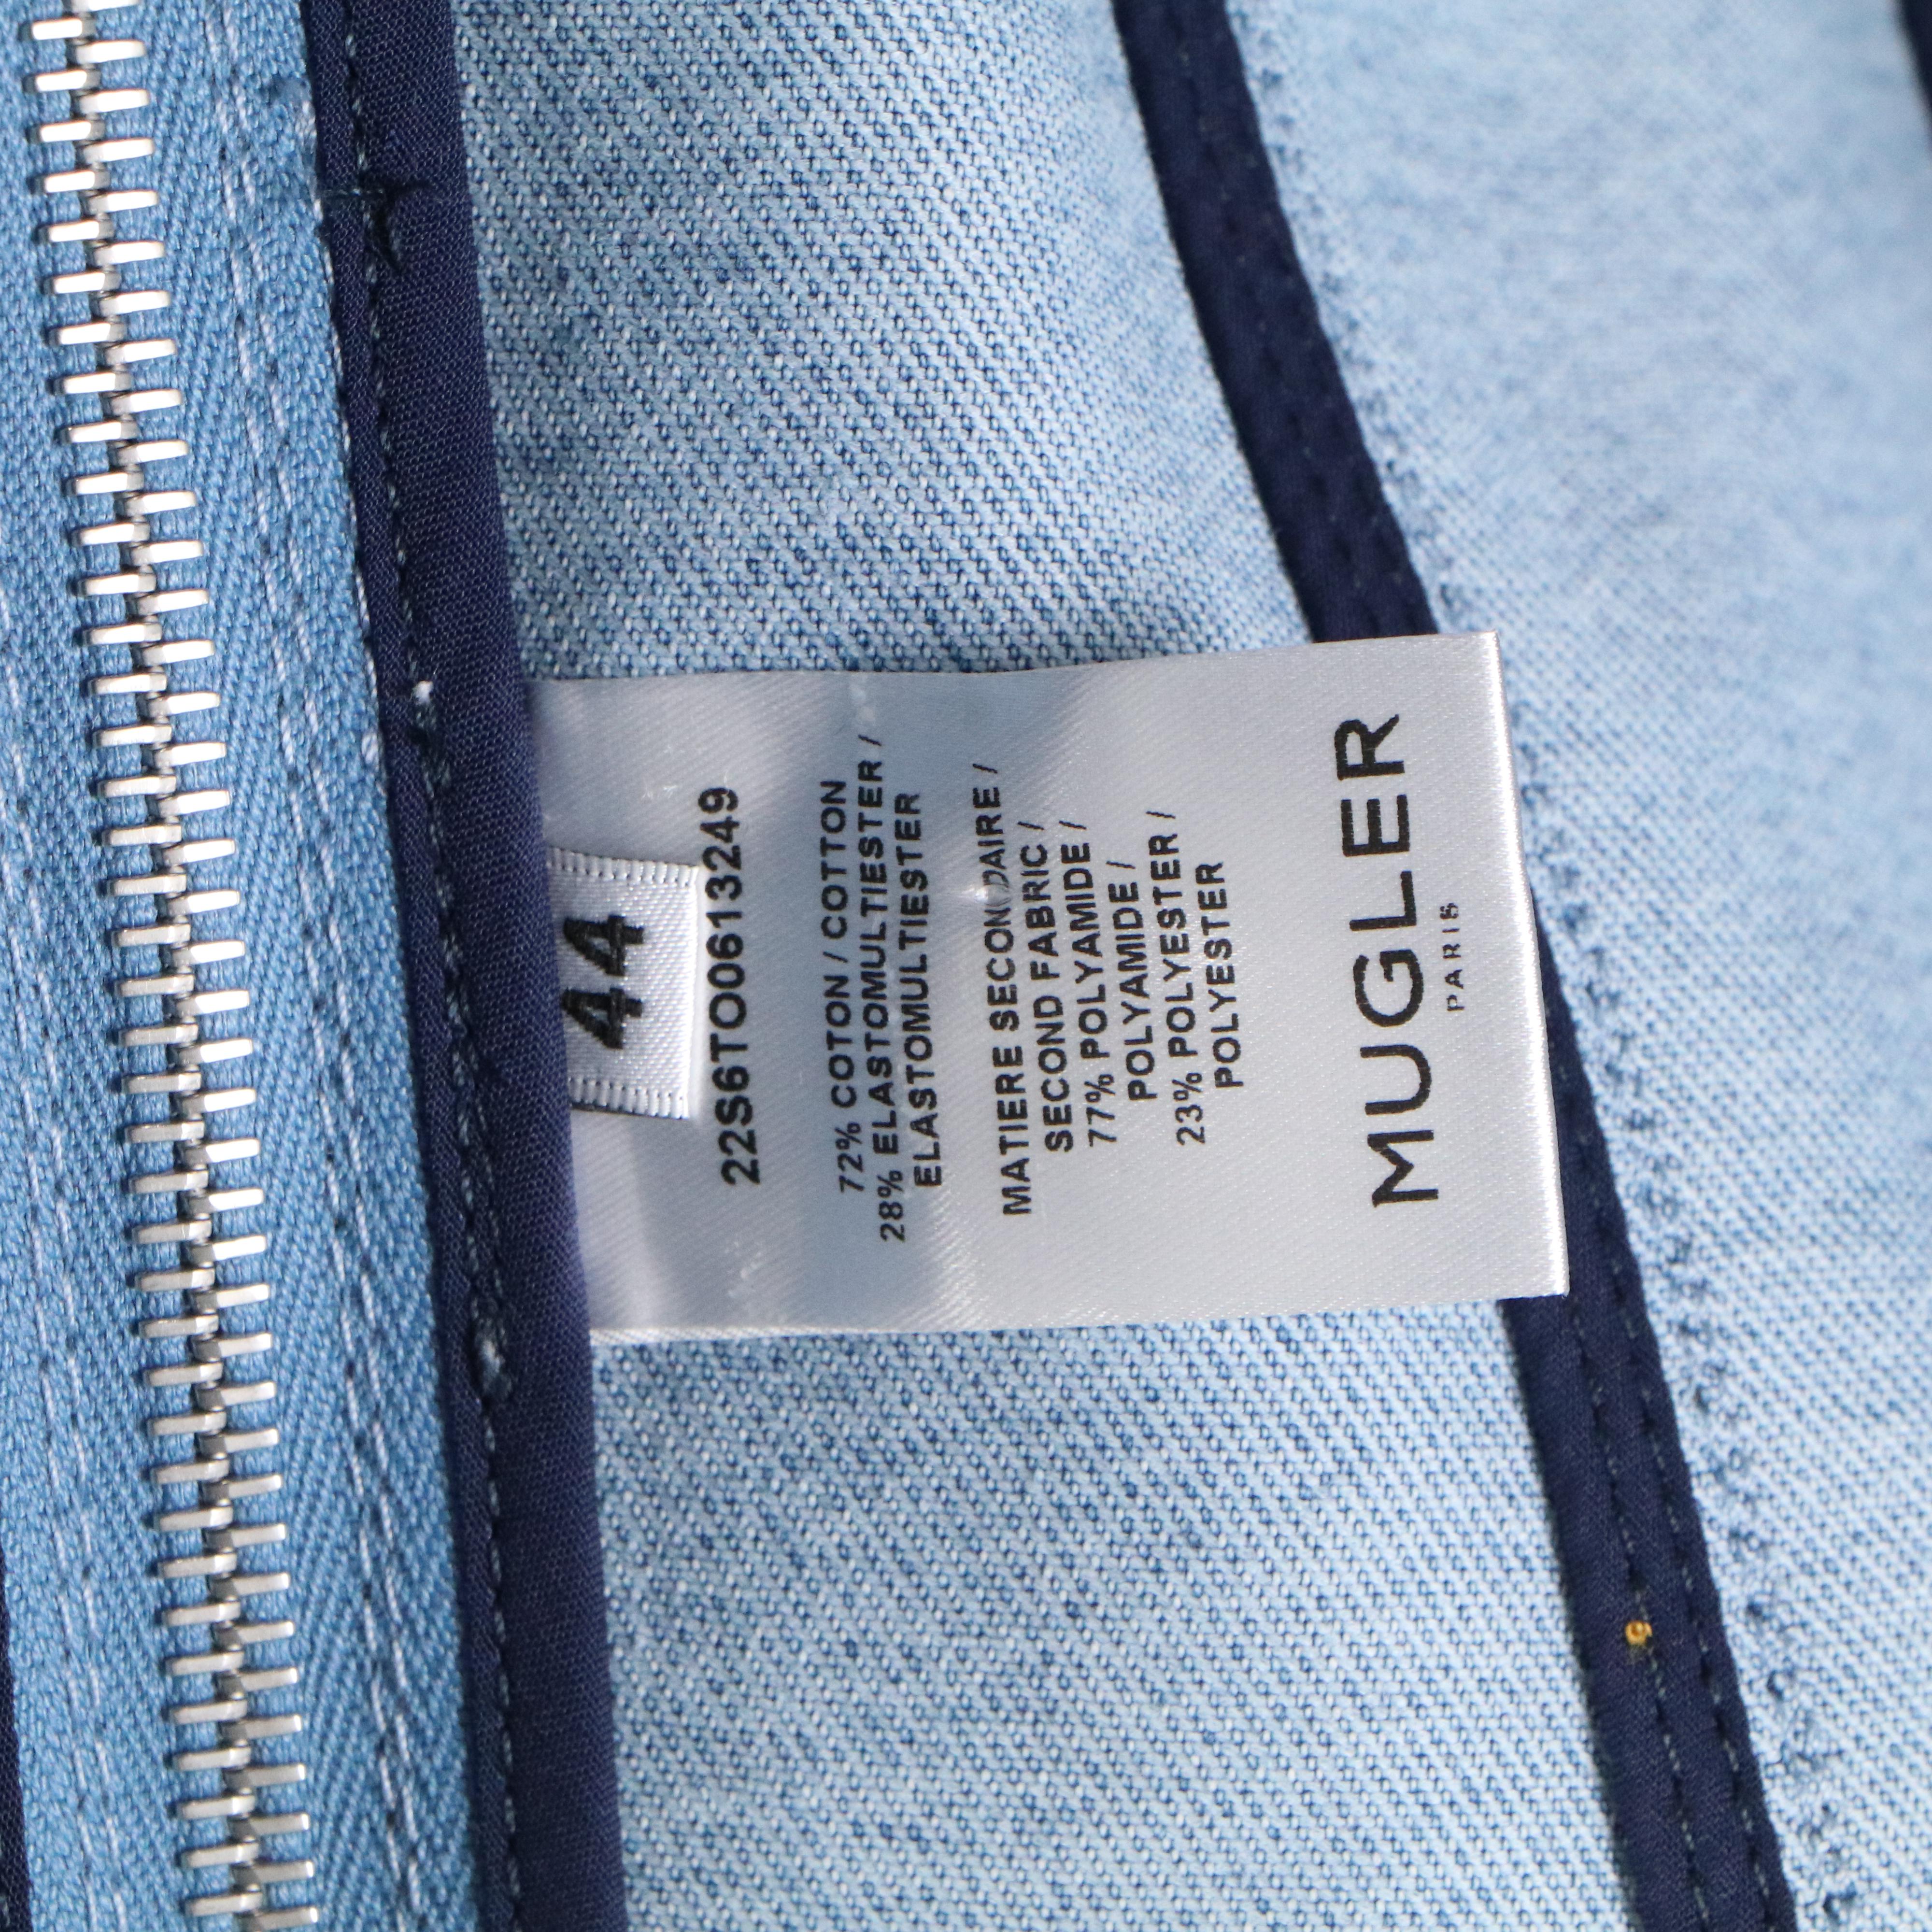 44
22S6TO0613249
72% COTON / COTTON
28% ELASTOMULTIESTER /
ELASTOMULTIESTER
MATIERE SECONDAIRE /
SECOND FABRIC /
77% POLYAMIDE /
POLYAMIDE /
23% POLYESTER /
POLYESTER
MUGLER
PARIS